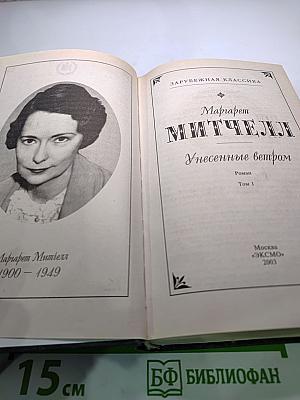 Маргарет Митчелл
1900 — 1949
ЗАРУБЕЖНАЯ КЛАССИКА
Маргарет
МИТЧЕЛЛ
Унесенные ветром
Роман
Том 1
Москва
«ЭКСМО»
2003
15 см
БФ БИБЛИОФАН